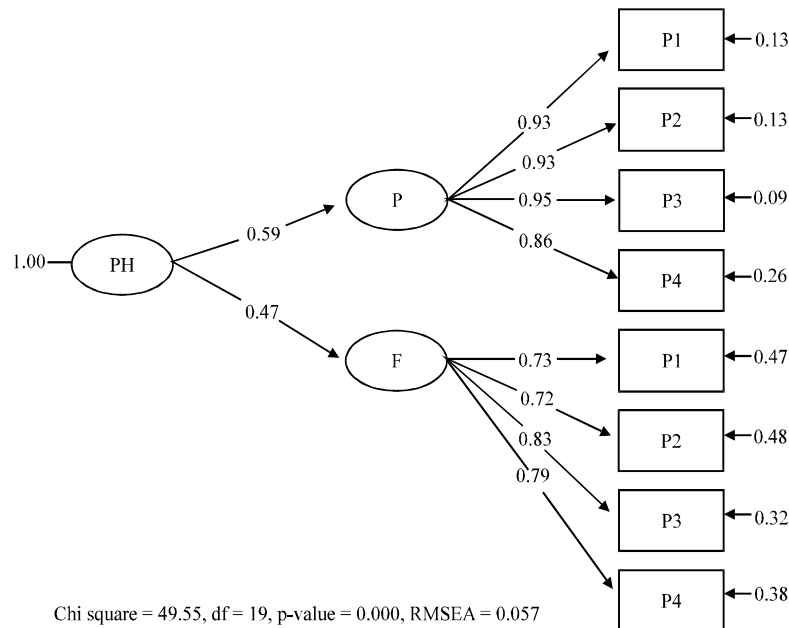 P1
0.13
0.93
P2
0.13
0.93
P
0.95
P3
0.09
0.59
0.86
1.00
PH
P4
0.26
0.47
F
0.73
P1
0.47
0.72
P2
0.48
0.83
0.79
P3
0.32
P4
0.38
Chi square = 49.55, df = 19, p-value = 0.000, RMSEA = 0.057